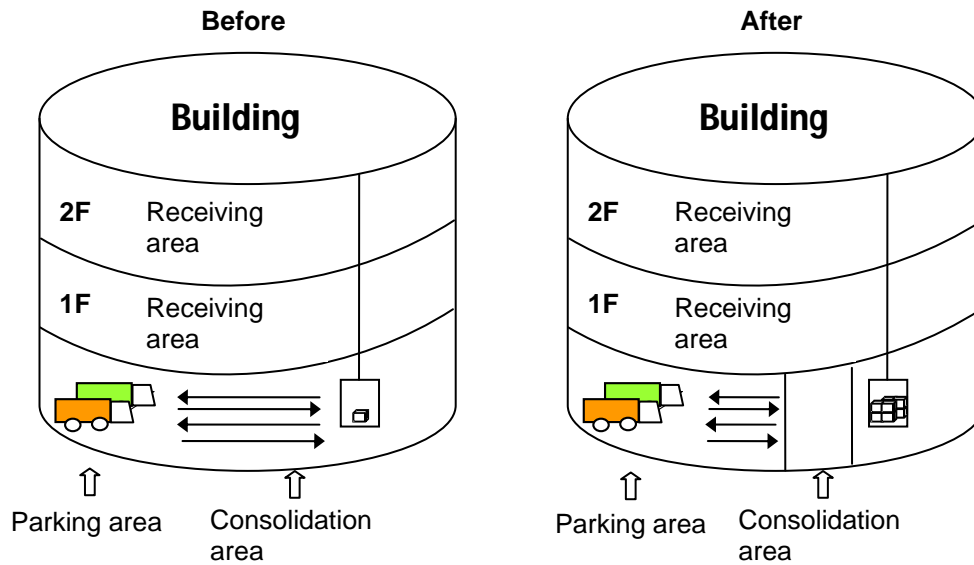 Before
Building
2F
Receiving
area
1F
Receiving
area
Parking area
Consolidation
area
After
Building
2F
Receiving
area
1F
Receiving
area
Parking area
Consolidation
area